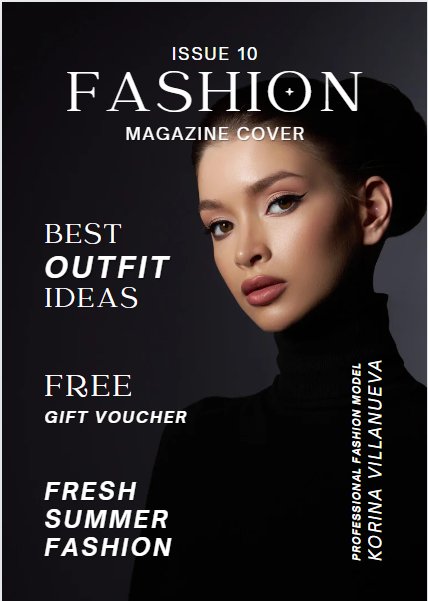 ISSUE 10
FASHION
MAGAZINE COVER
BEST
OUTFIT
IDEAS
FREE
GIFT VOUCHER
FRESH
SUMMER
FASHION
PROFESSIONAL FASHION MODEL
KORINA VILLANUEVA